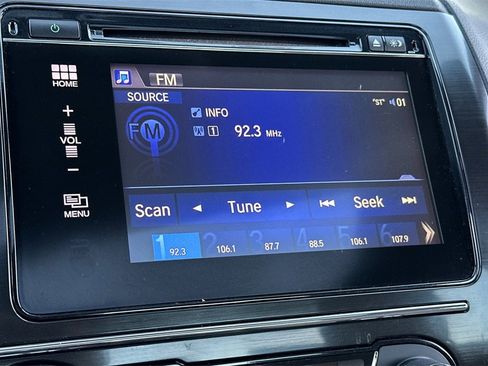 FM
HOME
SOURCE
"ST" 01
INFO
+
VOL
FM
1 92.3 MHz
−
MENU
Scan ◄ Tune ► ⏮ Seek ⏭
1 2 3 4 5 6
92.3 106.1 87.7 88.5 106.1 107.9